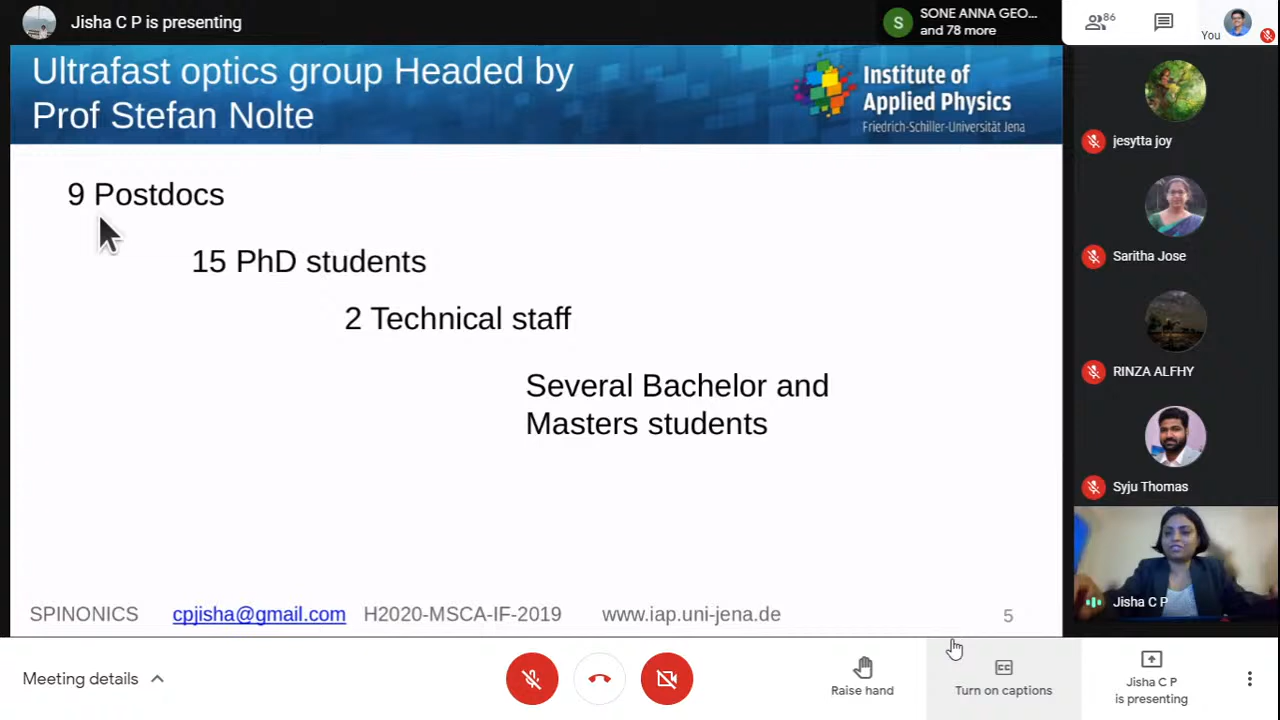 Jisha C P is presenting
S
SONE ANNA GEO...
and 78 more
86
You
Ultrafast optics group Headed by
Prof Stefan Nolte
Institute of
Applied Physics
Friedrich-Schiller-Universität Jena
9 Postdocs
15 PhD students
2 Technical staff
Several Bachelor and
Masters students
SPINONICS cpjisha@gmail.com H2020-MSCA-IF-2019 www.iap.uni-jena.de 5
jesytta joy
Saritha Jose
RINZA ALFHY
Syju Thomas
Jisha C P
Meeting details
Raise hand
CC
Turn on captions
Jisha C P
is presenting